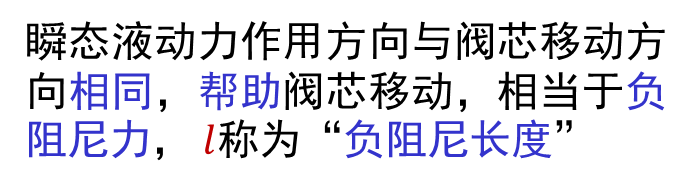 瞬态液动力作用方向与阀芯移动方
向相同，帮助阀芯移动，相当于负
阻尼力，l称为“负阻尼长度”